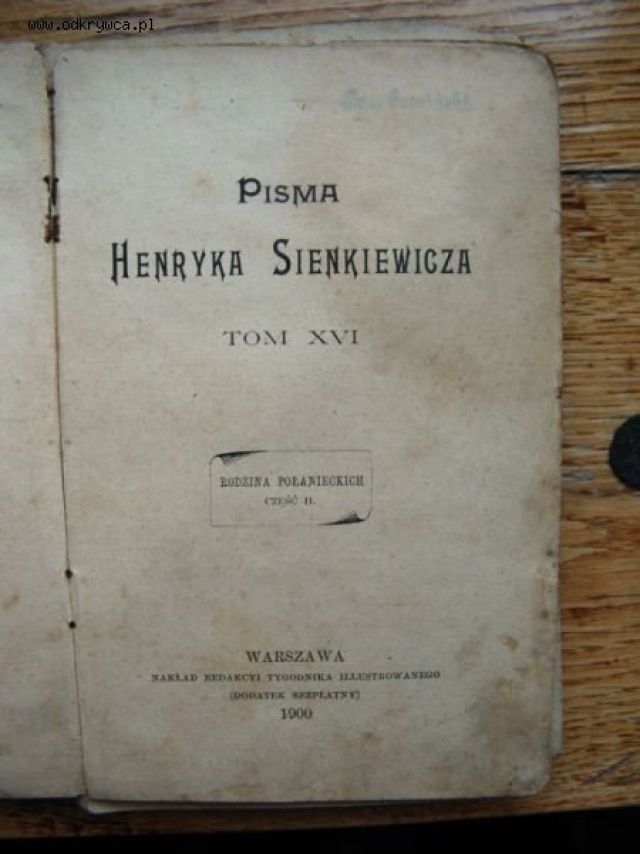 www.odkrywca.pl
PISMA
HENRYKA SIENKIEWICZA
TOM XVI
RODZINA POŁANIECKICH
CZĘŚĆ II.
WARSZAWA
NAKŁAD REDAKCYI TYGODNIKA ILLUSTROWANEGO
[DODATEK BEZPŁATNY]
1900